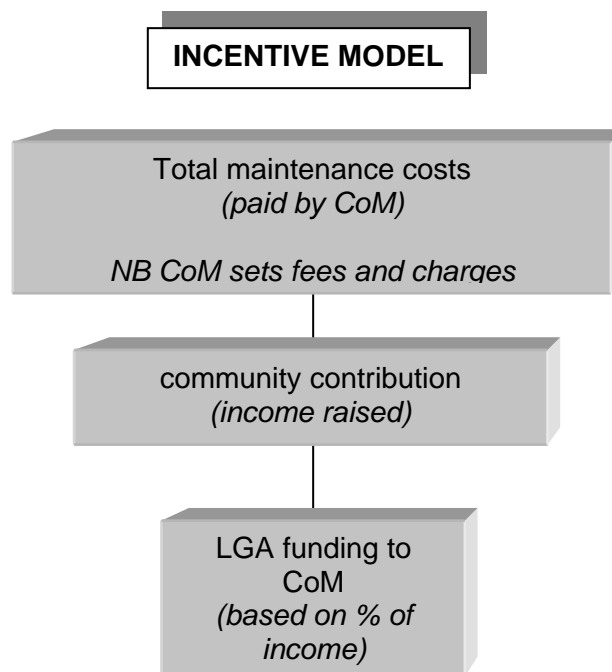 INCENTIVE MODEL
Total maintenance costs
(paid by CoM)
NB CoM sets fees and charges
community contribution
(income raised)
LGA funding to
CoM
(based on % of
income)